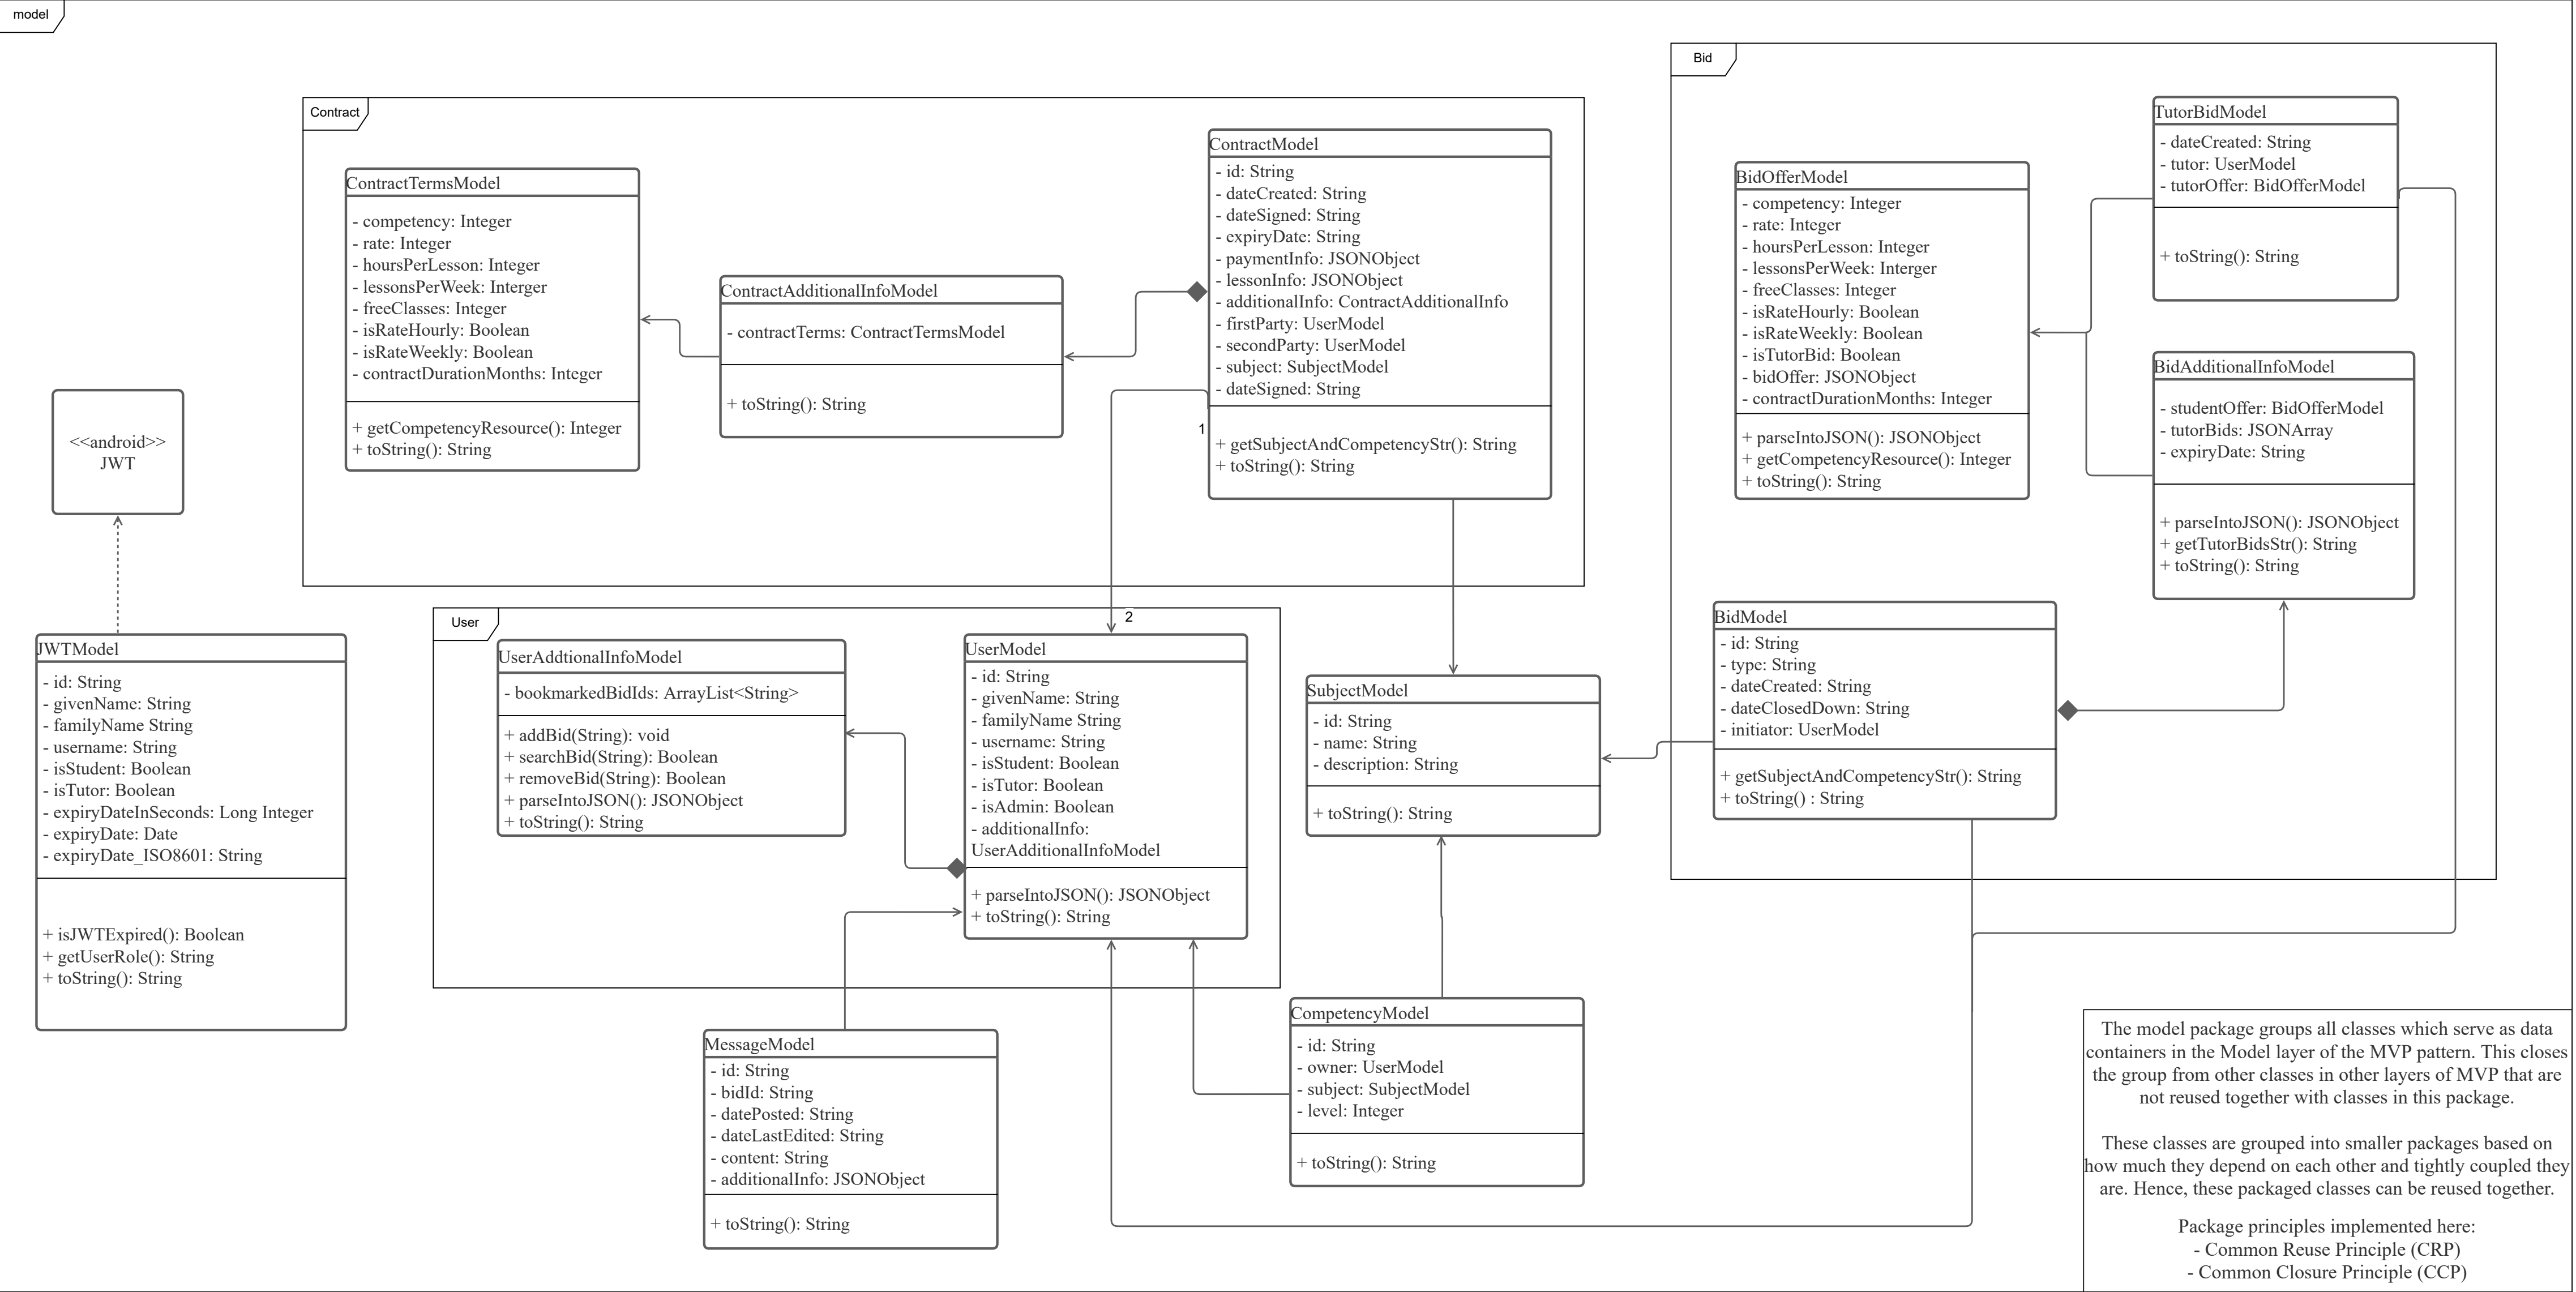 model
Contract
ContractTermsModel
- competency: Integer
- rate: Integer
- hoursPerLesson: Integer
- lessonsPerWeek: Interger
- freeClasses: Integer
- isRateHourly: Boolean
- isRateWeekly: Boolean
- contractDurationMonths: Integer
+ getCompetencyResource(): Integer
+ toString(): String
ContractAdditionalInfoModel
- contractTerms: ContractTermsModel
+ toString(): String
ContractModel
- id: String
- dateCreated: String
- dateSigned: String
- expiryDate: String
- paymentInfo: JSONObject
- lessonInfo: JSONObject
- additionalInfo: ContractAdditionalInfo
- firstParty: UserModel
- secondParty: UserModel
- subject: SubjectModel
- dateSigned: String
+ getSubjectAndCompetencyStr(): String
+ toString(): String
1
2
Bid
BidOfferModel
- competency: Integer
- rate: Integer
- hoursPerLesson: Integer
- lessonsPerWeek: Interger
- freeClasses: Integer
- isRateHourly: Boolean
- isRateWeekly: Boolean
- isTutorBid: Boolean
- bidOffer: JSONObject
- contractDurationMonths: Integer
+ parseIntoJSON(): JSONObject
+ getCompetencyResource(): Integer
+ toString(): String
TutorBidModel
- dateCreated: String
- tutor: UserModel
- tutorOffer: BidOfferModel
+ toString(): String
BidAdditionalInfoModel
- studentOffer: BidOfferModel
- tutorBids: JSONArray
- expiryDate: String
+ parseIntoJSON(): JSONObject
+ getTutorBidsStr(): String
+ toString(): String
BidModel
- id: String
- type: String
- dateCreated: String
- dateClosedDown: String
- initiator: UserModel
+ getSubjectAndCompetencyStr(): String
+ toString() : String
<<android>>
JWT
JWTModel
- id: String
- givenName: String
- familyName String
- username: String
- isStudent: Boolean
- isTutor: Boolean
- expiryDateInSeconds: Long Integer
- expiryDate: Date
- expiryDate_ISO8601: String
+ isJWTExpired(): Boolean
+ getUserRole(): String
+ toString(): String
User
UserAddtionalInfoModel
- bookmarkedBidIds: ArrayList<String>
+ addBid(String): void
+ searchBid(String): Boolean
+ removeBid(String): Boolean
+ parseIntoJSON(): JSONObject
+ toString(): String
UserModel
- id: String
- givenName: String
- familyName String
- username: String
- isStudent: Boolean
- isTutor: Boolean
- isAdmin: Boolean
- additionalInfo:
UserAdditionalInfoModel
+ parseIntoJSON(): JSONObject
+ toString(): String
SubjectModel
- id: String
- name: String
- description: String
+ toString(): String
MessageModel
- id: String
- bidId: String
- datePosted: String
- dateLastEdited: String
- content: String
- additionalInfo: JSONObject
+ toString(): String
CompetencyModel
- id: String
- owner: UserModel
- subject: SubjectModel
- level: Integer
+ toString(): String
The model package groups all classes which serve as data
containers in the Model layer of the MVP pattern. This closes
the group from other classes in other layers of MVP that are
not reused together with classes in this package.
These classes are grouped into smaller packages based on
how much they depend on each other and tightly coupled they
are. Hence, these packaged classes can be reused together.
Package principles implemented here:
- Common Reuse Principle (CRP)
- Common Closure Principle (CCP)